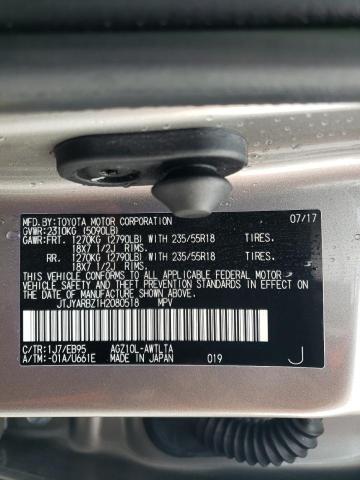 MFD.BY:TOYOTA MOTOR CORPORATION 07/17
GVWR:2310KG (5090LB)
GAWR:FRT. 1270KG (2790LB) WITH 235/55R18 TIRES.
18X7 1/2J RIMS.
RR. 1270KG (2790LB) WITH 235/55R18 TIRES.
18X7 1/2J RIMS.
THIS VEHICLE CONFORMS TO ALL APPLICABLE FEDERAL MOTOR
VEHICLE SAFETY STANDARDS IN EFFECT ON THE DATE OF
MANUFACTURE SHOWN ABOVE.
JTJYARBZ1H2080518 MPV
C/TR:1J7/EB95 AGZ10L-AWTLTA
A/TM:-01A/U661E MADE IN JAPAN 019 J